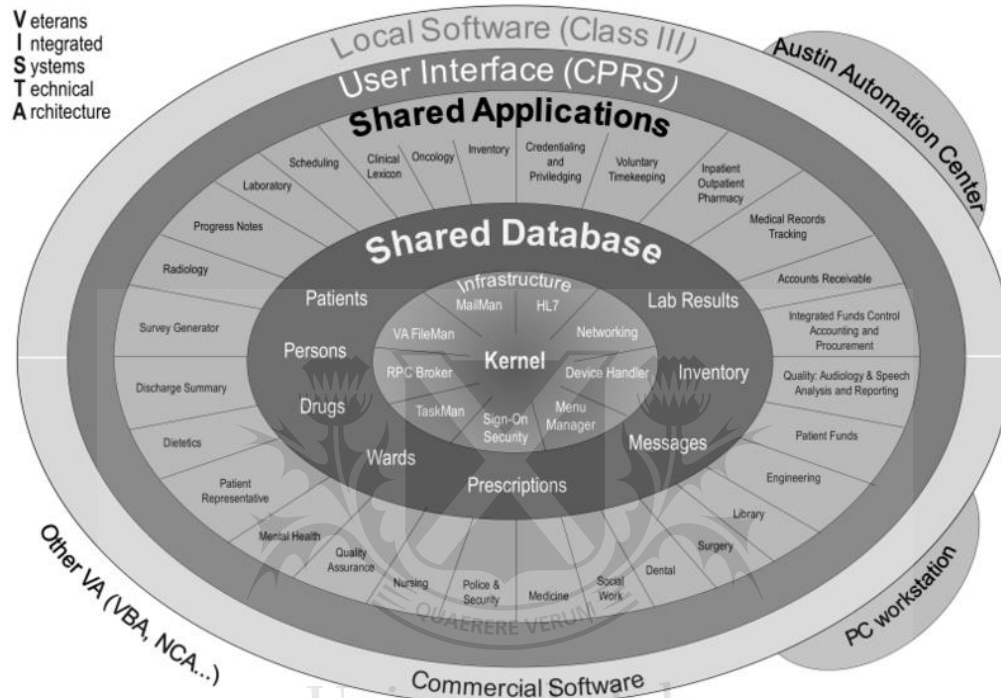 Veterans
Integrated
Systems
Technical
Architecture
Local Software (Class III)
User Interface (CPRS)
Shared Applications
Austin Automation Center
Scheduling
Clinical
Lexicon
Oncology
Inventory
Credentialing
and
Priviledging
Voluntary
Timekeeping
Inpatient
Outpatient
Pharmacy
Laboratory
Medical Records
Tracking
Progress Notes
Radiology
Accounts Receivable
Survey Generator
Integrated Funds Control
Accounting and
Procurement
Discharge Summary
Quality: Audiology & Speech
Analysis and Reporting
Dietetics
Patient Funds
Patient
Representative
Engineering
Mental Health
Library
Quality
Assurance
Surgery
Nursing
Police &
Security
Medicine
Social
Work
Dental
Shared Database
Patients
Lab Results
Persons
Inventory
Drugs
Messages
Wards
Prescriptions
Infrastructure
MailMan
HL7
VA FileMan
Networking
Kernel
RPC Broker
Device Handler
TaskMan
Sign-On
Security
Menu
Manager
QUAERERE VERUM
Other VA (VBA, NCA...)
PC workstation
Commercial Software